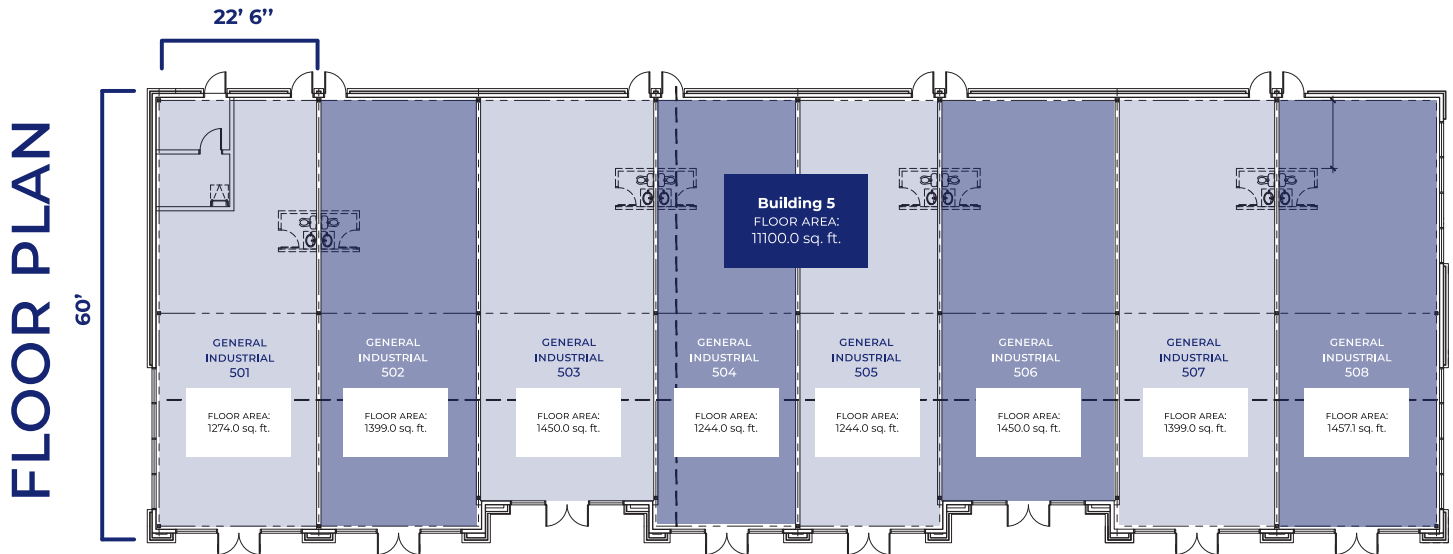 22’ 6’’
FLOOR PLAN
60’
Building 5
FLOOR AREA:
11100.0 sq. ft.
GENERAL
INDUSTRIAL
501
FLOOR AREA:
1274.0 sq. ft.
GENERAL
INDUSTRIAL
502
FLOOR AREA:
1399.0 sq. ft.
GENERAL
INDUSTRIAL
503
FLOOR AREA:
1450.0 sq. ft.
GENERAL
INDUSTRIAL
504
FLOOR AREA:
1244.0 sq. ft.
GENERAL
INDUSTRIAL
505
FLOOR AREA:
1244.0 sq. ft.
GENERAL
INDUSTRIAL
506
FLOOR AREA:
1450.0 sq. ft.
GENERAL
INDUSTRIAL
507
FLOOR AREA:
1399.0 sq. ft.
GENERAL
INDUSTRIAL
508
FLOOR AREA:
1457.1 sq. ft.